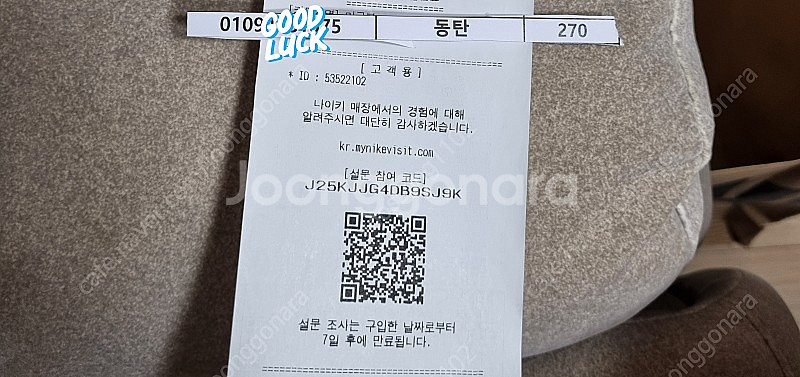 0109 75 동탄 270
GOOD
LUCK
[ 고 객 용 ]
* ID : 53522102
나이키 매장에서의 경험에 대해
알려주시면 대단히 감사하겠습니다.
kr.mynikevisit.com
[설문 참여 코드]
J25KJJG4DB9SJ9K
Joonggonara
설문 조사는 구입한 날짜로부터
7일 후에 만료됩니다.